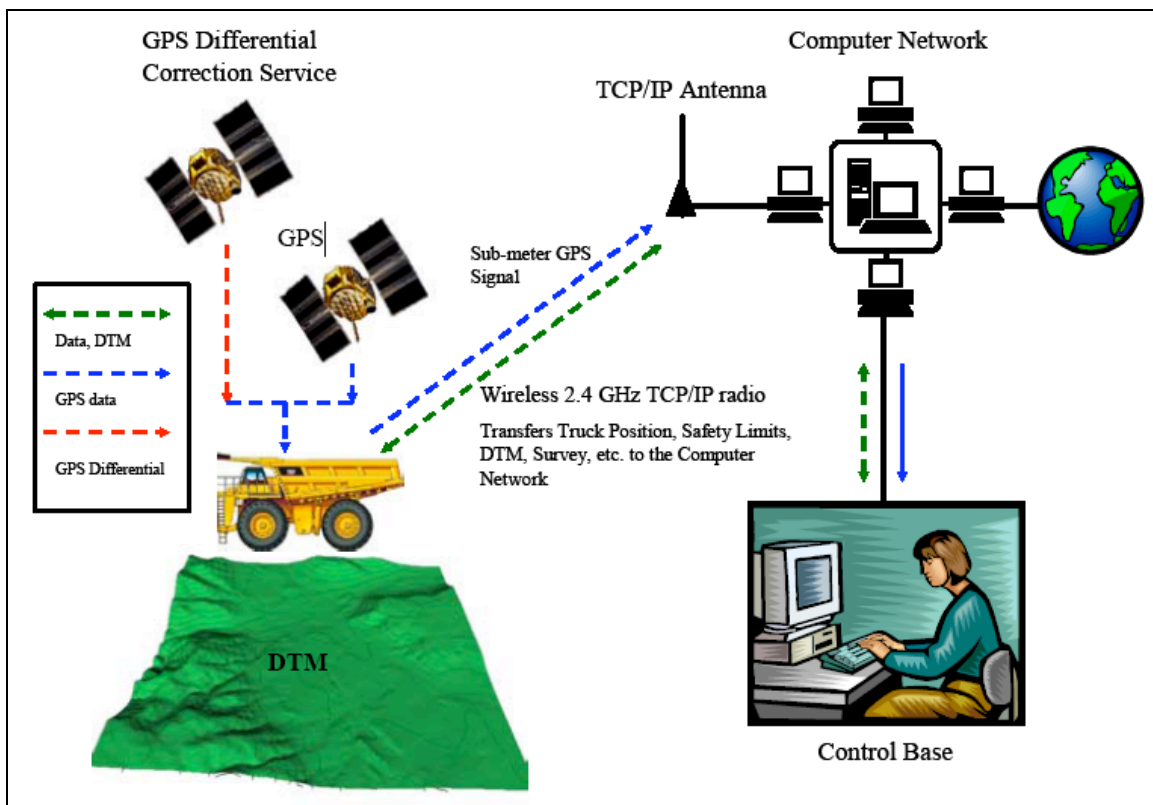 GPS Differential
Correction Service
Computer Network
TCP/IP Antenna
GPS
Sub-meter GPS
Signal
Data, DTM
GPS data
GPS Differential
Wireless 2.4 GHz TCP/IP radio
Transfers Truck Position, Safety Limits,
DTM, Survey, etc. to the Computer
Network
DTM
Control Base